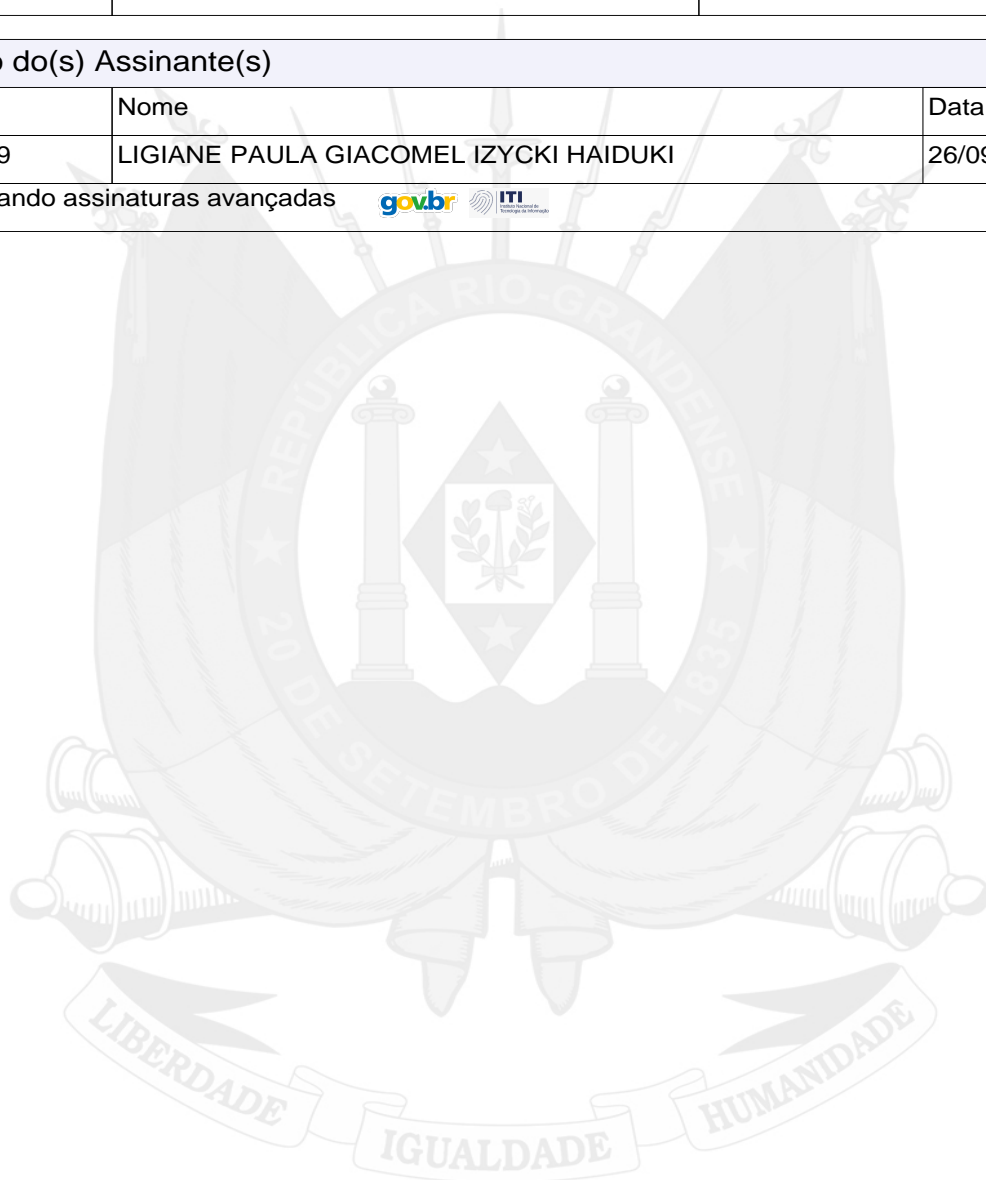 o do(s) Assinante(s)
Nome Data
9 LIGIANE PAULA GIACOMEL IZYCKI HAIDUKI 26/09
ando assinaturas avançadas gov.br ITI
REPÚBLICA RIO-GRANDENSE
20 DE SETEMBRO DE 1835
LIBERDADE IGUALDADE HUMANIDADE